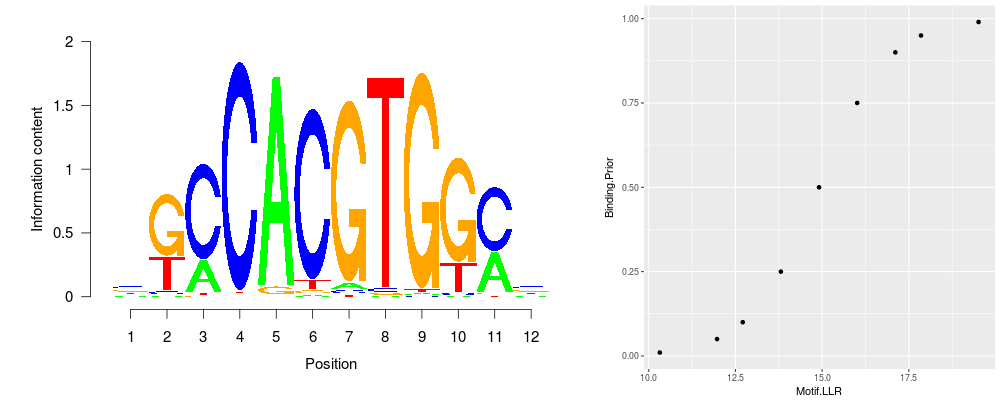 2
1.5
1
0.5
0
Information content
G T C A C A C T G A T G G T C A
1 2 3 4 5 6 7 8 9 10 11 12
Position
1.00
0.75
0.50
0.25
0.00
Binding.Prior
10.0 12.5 15.0 17.5
Motif.LLR